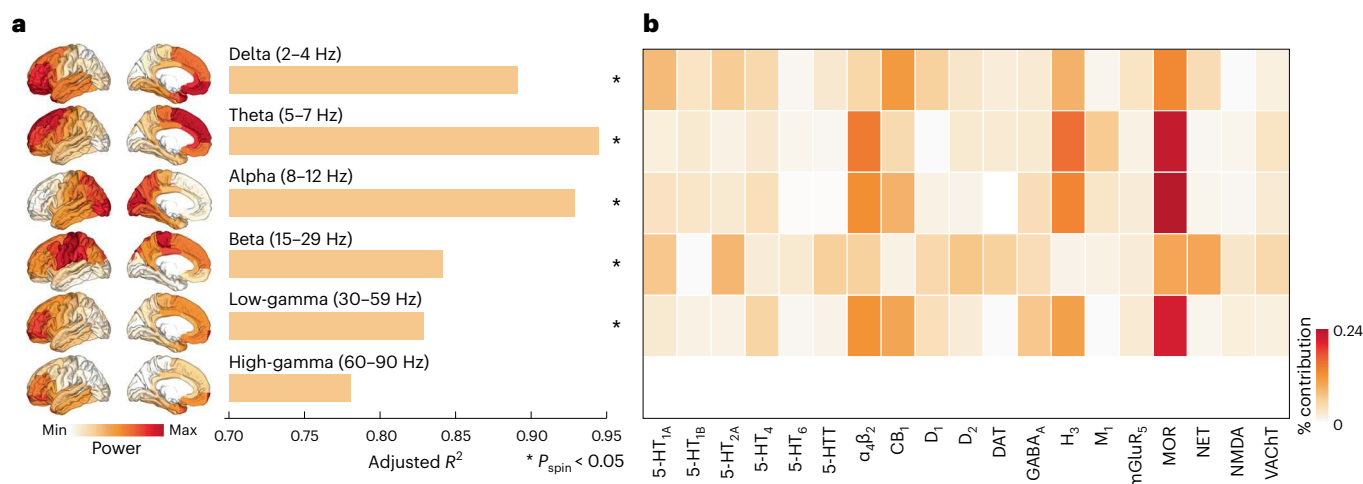 a
Delta (2–4 Hz)
*
Theta (5–7 Hz)
*
Alpha (8–12 Hz)
*
Beta (15–29 Hz)
*
Low-gamma (30–59 Hz)
*
High-gamma (60–90 Hz)
Min Max
Power
0.70 0.75 0.80 0.85 0.90 0.95
Adjusted R²
* P_spin < 0.05
b
5-HT₁A
5-HT₁B
5-HT₂A
5-HT₄
5-HT₆
5-HTT
α₄β₂
CB₁
D₁
D₂
DAT
GABA_A
H₃
M₁
mGluR₅
MOR
NET
NMDA
VAChT
% contribution
0.24
0